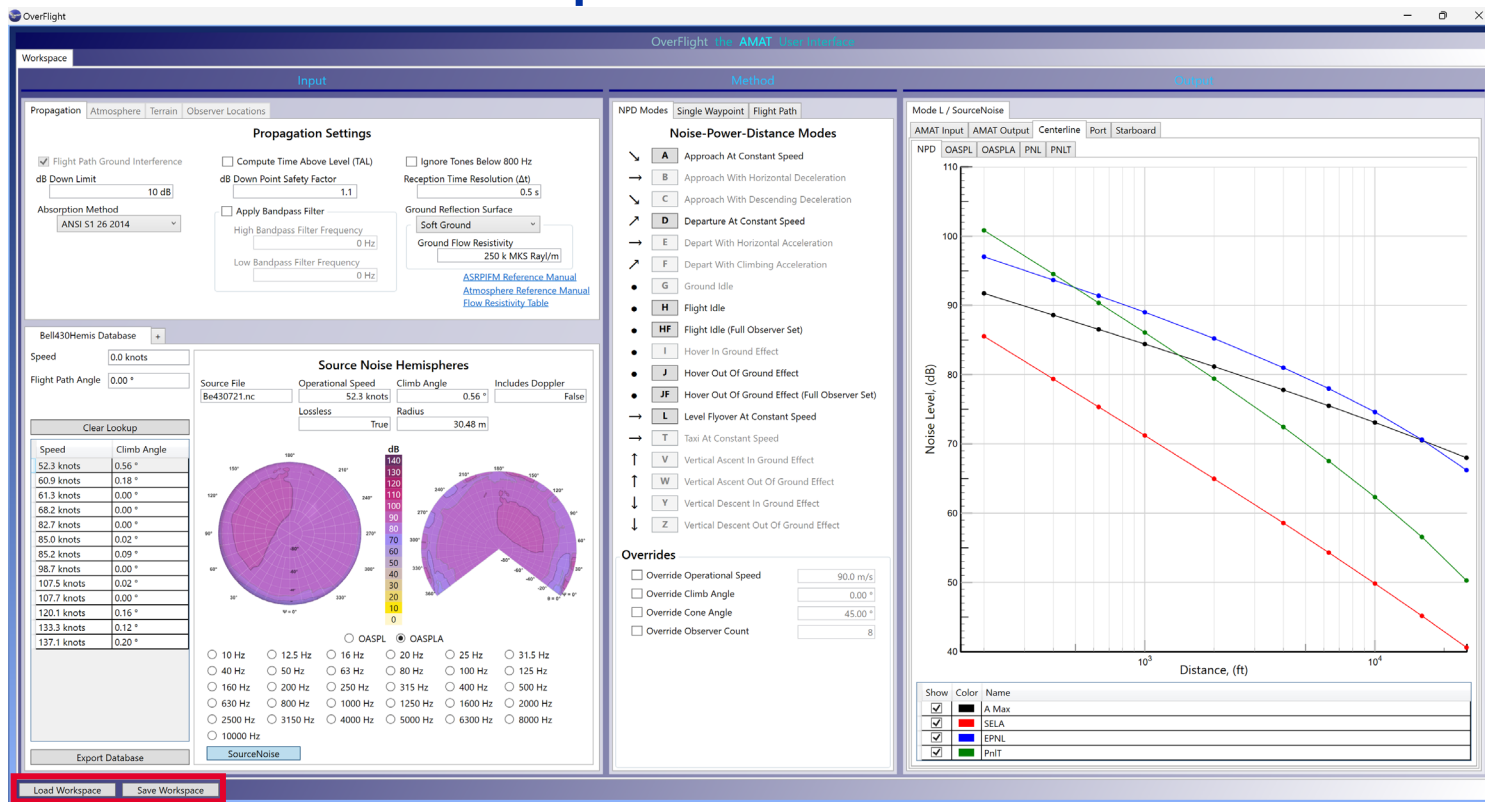 OverFlight
OverFlight the AMAT User Interface
Workspace
Input
Method
Output
Propagation Atmosphere Terrain Observer Locations
Propagation Settings
Flight Path Ground Interference
Compute Time Above Level (TAL)
Ignore Tones Below 800 Hz
dB Down Limit
10 dB
dB Down Point Safety Factor
1.1
Reception Time Resolution (Δt)
0.5 s
Absorption Method
ANSI S1 26 2014
Apply Bandpass Filter
High Bandpass Filter Frequency
0 Hz
Low Bandpass Filter Frequency
0 Hz
Ground Reflection Surface
Soft Ground
Ground Flow Resistivity
250 k MKS Rayl/m
ASRPIFM Reference Manual
Atmosphere Reference Manual
Flow Resistivity Table
Bell430Hemis Database +
Speed 0.0 knots
Flight Path Angle 0.00 °
Clear Lookup
Speed Climb Angle
52.3 knots 0.56 °
60.9 knots 0.18 °
61.3 knots 0.00 °
68.2 knots 0.00 °
82.7 knots 0.00 °
85.0 knots 0.02 °
85.2 knots 0.09 °
98.7 knots 0.00 °
107.5 knots 0.02 °
107.7 knots 0.00 °
120.1 knots 0.16 °
133.3 knots 0.12 °
137.1 knots 0.20 °
Export Database
Source Noise Hemispheres
Source File Operational Speed Climb Angle Includes Doppler
Be430721.nc 52.3 knots 0.56 ° False
Lossless Radius
True 30.48 m
dB
140
130
120
110
100
90
80
70
60
50
40
30
20
10
0
OASPL OASPLA
10 Hz 12.5 Hz 16 Hz 20 Hz 25 Hz 31.5 Hz
40 Hz 50 Hz 63 Hz 80 Hz 100 Hz 125 Hz
160 Hz 200 Hz 250 Hz 315 Hz 400 Hz 500 Hz
630 Hz 800 Hz 1000 Hz 1250 Hz 1600 Hz 2000 Hz
2500 Hz 3150 Hz 4000 Hz 5000 Hz 6300 Hz 8000 Hz
10000 Hz
SourceNoise
NPD Modes Single Waypoint Flight Path
Noise-Power-Distance Modes
A Approach At Constant Speed
B Approach With Horizontal Deceleration
C Approach With Descending Deceleration
D Departure At Constant Speed
E Depart With Horizontal Acceleration
F Depart With Climbing Acceleration
G Ground Idle
H Flight Idle
HF Flight Idle (Full Observer Set)
I Hover In Ground Effect
J Hover Out Of Ground Effect
JF Hover Out Of Ground Effect (Full Observer Set)
L Level Flyover At Constant Speed
T Taxi At Constant Speed
V Vertical Ascent In Ground Effect
W Vertical Ascent Out Of Ground Effect
Y Vertical Descent In Ground Effect
Z Vertical Descent Out Of Ground Effect
Overrides
Override Operational Speed 90.0 m/s
Override Climb Angle 0.00 °
Override Cone Angle 45.00 °
Override Observer Count 8
Mode L / SourceNoise
AMAT Input AMAT Output Centerline Port Starboard
NPD OASPL OASPLA PNL PNLT
110
100
90
80
70
60
50
40
Noise Level, (dB)
10³ 10⁴
Distance, (ft)
Show Color Name
A Max
SELA
EPNL
PnlT
Load Workspace Save Workspace